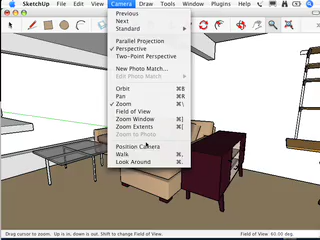 SketchUp File Edit View Camera Draw Tools Window Plugins Help
Previous
Next
Standard
Parallel Projection
✓ Perspective
Two-Point Perspective
New Photo Match...
Edit Photo Match
Orbit ⌘B
Pan ⌘R
✓ Zoom ⌘\
Field of View
Zoom Window ⌘]
Zoom Extents ⌘[
Zoom to Photo
Position Camera
Walk ⌘,
Look Around ⌘.
Drag cursor to zoom. Up is in, down is out. Shift to change Field of View. Field of View 60.00 deg.